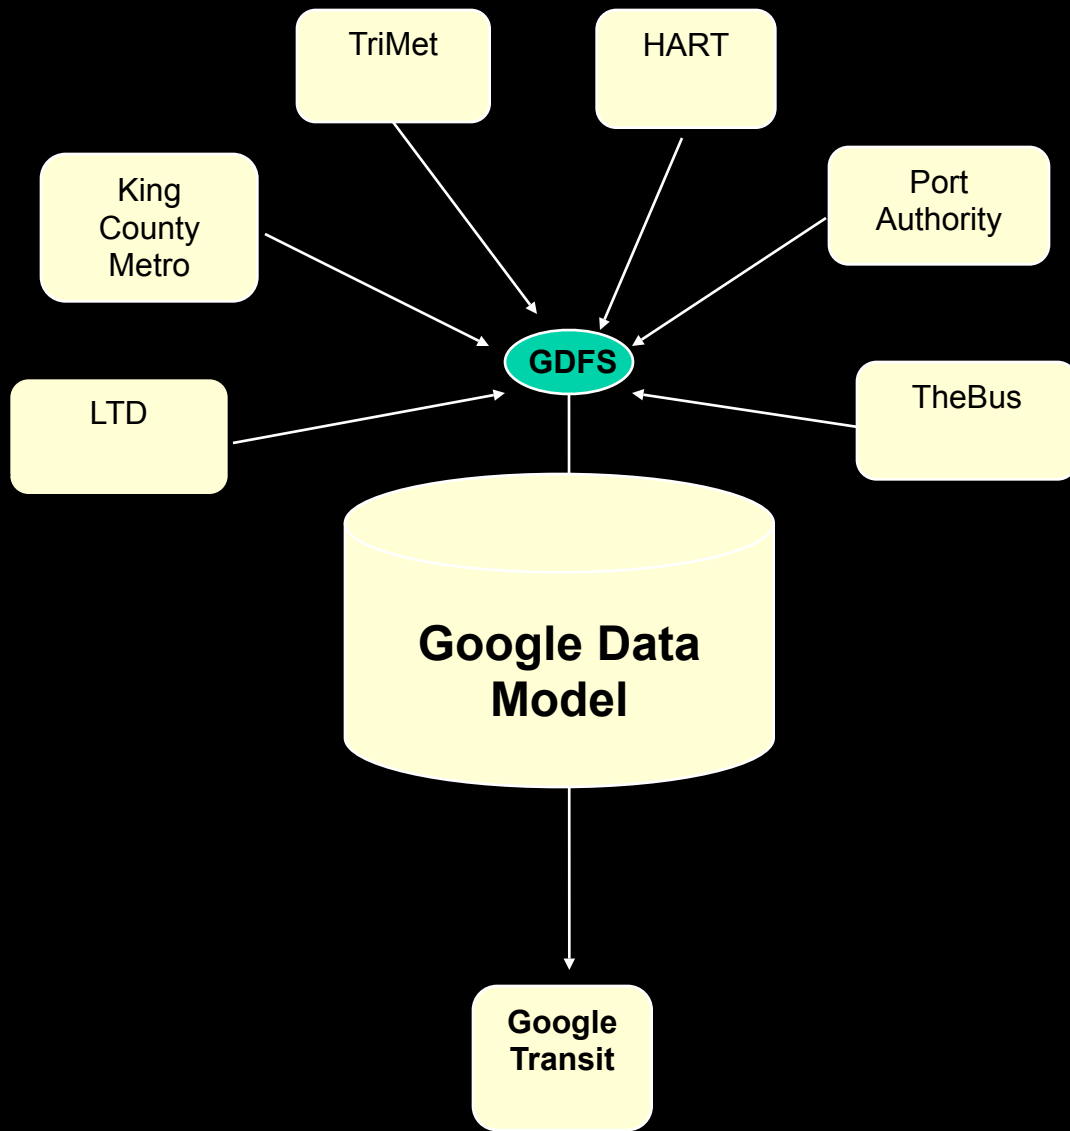 TriMet
HART
King
County
Metro
Port
Authority
GDFS
LTD
TheBus
Google Data
Model
Google
Transit